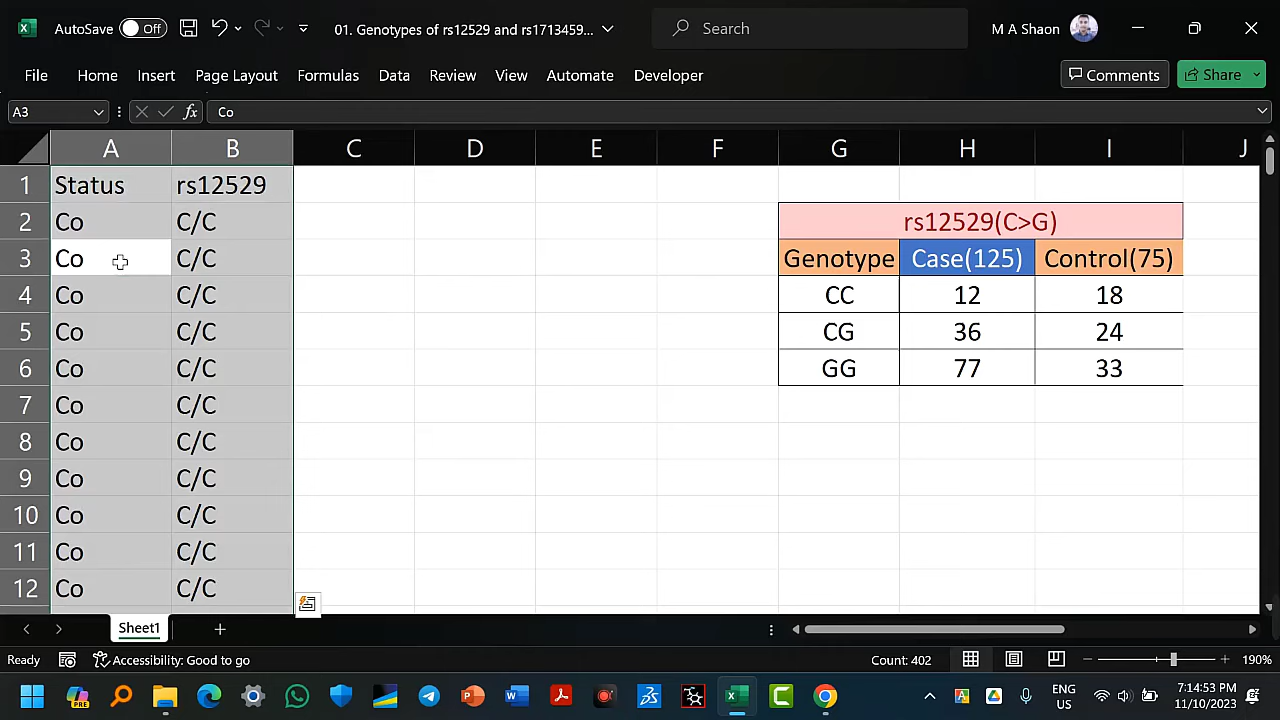 AutoSave Off 01. Genotypes of rs12529 and rs1713459... Search M A Shaon
File Home Insert Page Layout Formulas Data Review View Automate Developer Comments Share
A3 fx Co
A B C D E F G H I J
1 Status rs12529
2 Co C/C rs12529(C>G)
3 Co C/C Genotype Case(125) Control(75)
4 Co C/C CC 12 18
5 Co C/C CG 36 24
6 Co C/C GG 77 33
7 Co C/C
8 Co C/C
9 Co C/C
10 Co C/C
11 Co C/C
12 Co C/C
Sheet1
Ready Accessibility: Good to go Count: 402 190%
PRE ENG 7:14:53 PM
US 11/10/2023